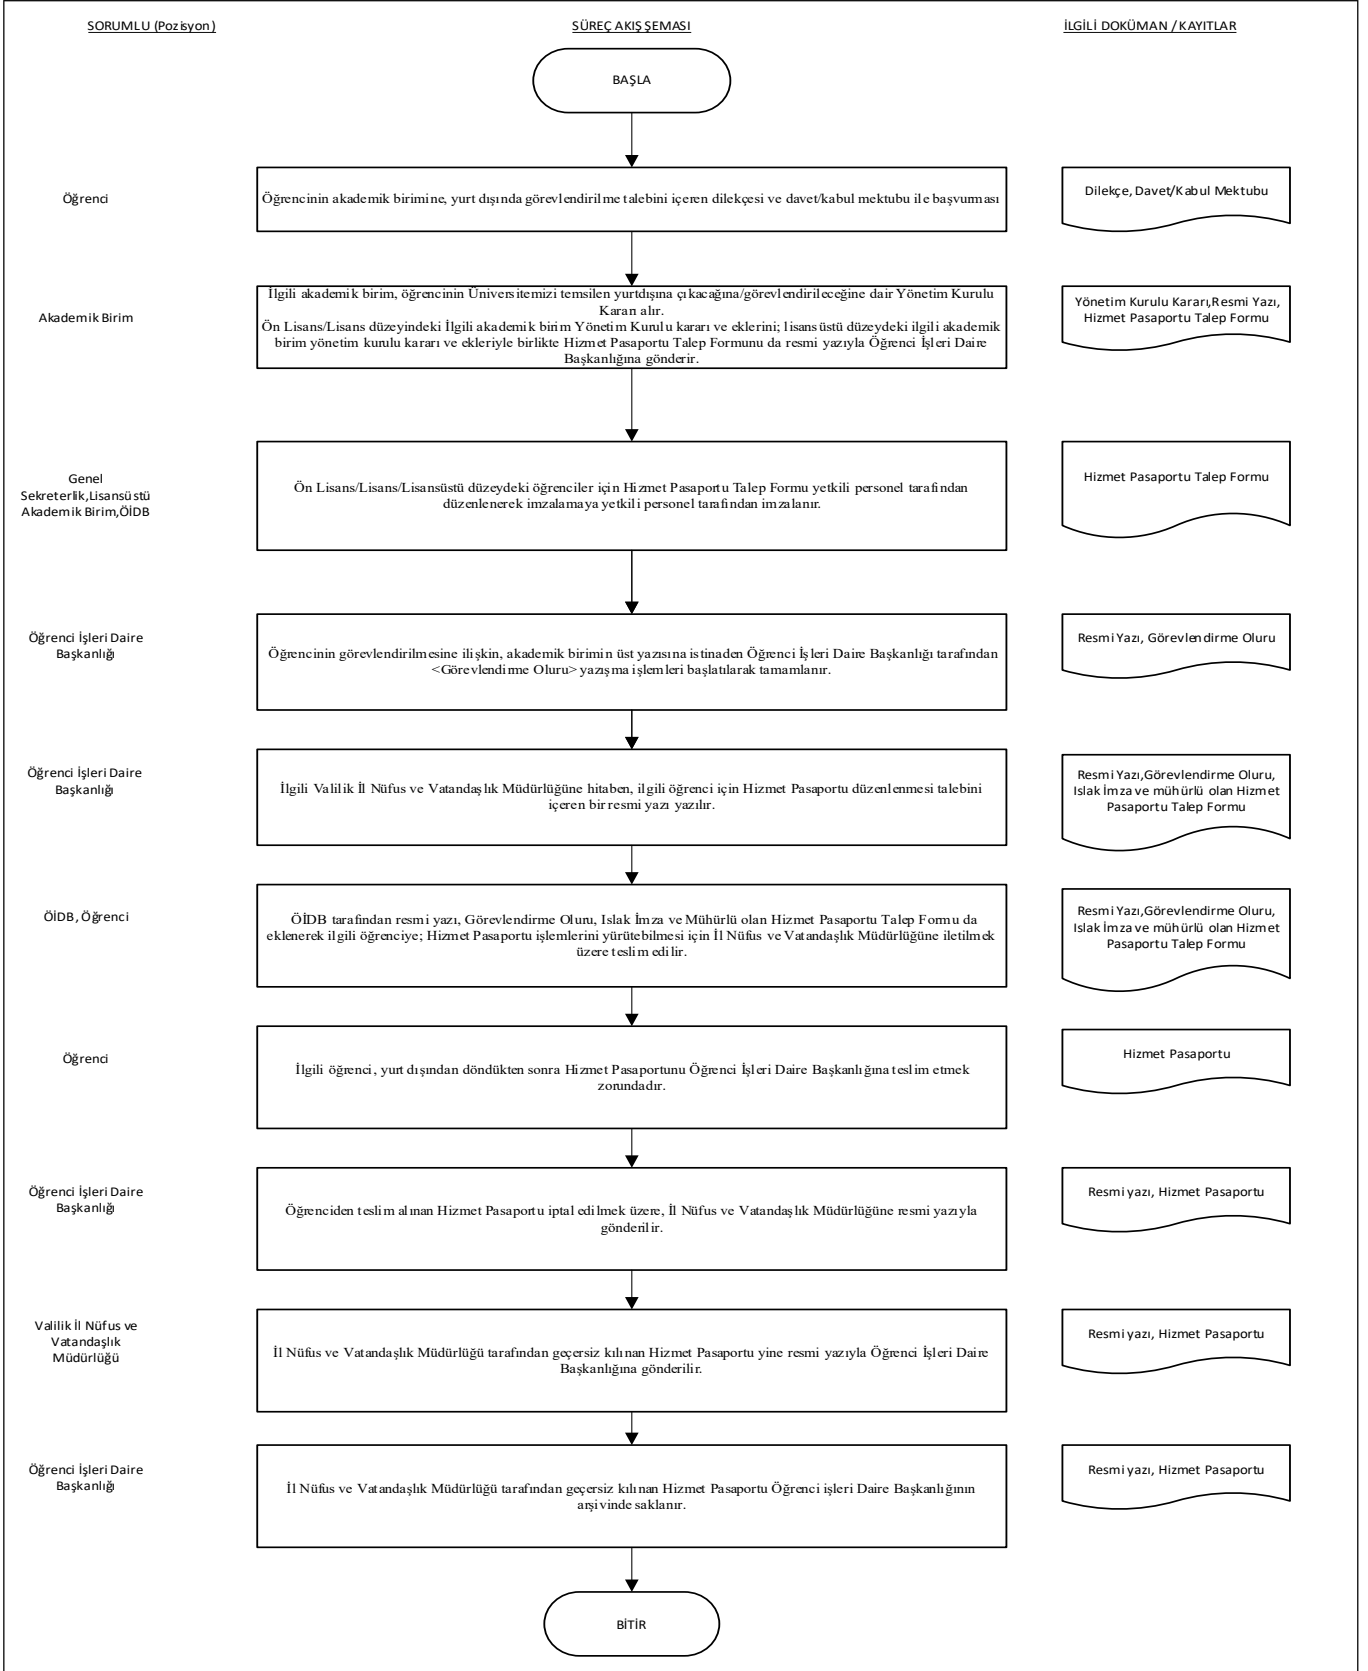 SORUMLU (Pozisyon)
SÜREÇ AKIŞ ŞEMASI
İLGİLİ DOKÜMAN / KAYITLAR
BAŞLA
Öğrenci
Öğrencinin akademik birimine, yurt dışında görevlendirilme talebini içeren dilekçesi ve davet/kabul mektubu ile başvurması
Dilekçe, Davet/Kabul Mektubu
Akademik Birim
İlgili akademik birim, öğrencinin Üniversitemizi temsilen yurtdışına çıkacağına/görevlendirileceğine dair Yönetim Kurulu
Kararı alır.
Ön Lisans/Lisans düzeyindeki İlgili akademik birim Yönetim Kurulu kararı ve eklerini; lisansüstü düzeydeki ilgili akademik
birim yönetim kurulu kararı ve ekleriyle birlikte Hizmet Pasaportu Talep Formunu da resmi yazıyla Öğrenci İşleri Daire
Başkanlığına gönderir.
Yönetim Kurulu Kararı,Resmi Yazı,
Hizmet Pasaportu Talep Formu
Genel
Sekreterlik,Lisansüstü
Akademik Birim,ÖİDB
Ön Lisans/Lisans/Lisansüstü düzeydeki öğrenciler için Hizmet Pasaportu Talep Formu yetkili personel tarafından
düzenlenerek imzalamaya yetkili personel tarafından imzalanır.
Hizmet Pasaportu Talep Formu
Öğrenci İşleri Daire
Başkanlığı
Öğrencinin görevlendirilmesine ilişkin, akademik birimin üst yazısına istinaden Öğrenci İşleri Daire Başkanlığı tarafından
<Görevlendirme Oluru> yazışma işlemleri başlatılarak tamamlanır.
Resmi Yazı, Görevlendirme Oluru
Öğrenci İşleri Daire
Başkanlığı
İlgili Valilik İl Nüfus ve Vatandaşlık Müdürlüğüne hitaben, ilgili öğrenci için Hizmet Pasaportu düzenlenmesi talebini
içeren bir resmi yazı yazılır.
Resmi Yazı,Görevlendirme Oluru,
Islak İmza ve mühürlü olan Hizmet
Pasaportu Talep Formu
ÖİDB, Öğrenci
ÖİDB tarafından resmi yazı, Görevlendirme Oluru, Islak İmza ve Mühürlü olan Hizmet Pasaportu Talep Formu da
eklenerek ilgili öğrenciye; Hizmet Pasaportu işlemlerini yürütebilmesi için İl Nüfus ve Vatandaşlık Müdürlüğüne iletilmek
üzere teslim edilir.
Resmi Yazı,Görevlendirme Oluru,
Islak İmza ve mühürlü olan Hizmet
Pasaportu Talep Formu
Öğrenci
İlgili öğrenci, yurt dışından döndükten sonra Hizmet Pasaportunu Öğrenci İşleri Daire Başkanlığına teslim etmek
zorundadır.
Hizmet Pasaportu
Öğrenci İşleri Daire
Başkanlığı
Öğrenciden teslim alınan Hizmet Pasaportu iptal edilmek üzere, İl Nüfus ve Vatandaşlık Müdürlüğüne resmi yazıyla
gönderilir.
Resmi yazı, Hizmet Pasaportu
Valilik İl Nüfus ve
Vatandaşlık
Müdürlüğü
İl Nüfus ve Vatandaşlık Müdürlüğü tarafından geçersiz kılınan Hizmet Pasaportu yine resmi yazıyla Öğrenci İşleri Daire
Başkanlığına gönderilir.
Resmi yazı, Hizmet Pasaportu
Öğrenci İşleri Daire
Başkanlığı
İl Nüfus ve Vatandaşlık Müdürlüğü tarafından geçersiz kılınan Hizmet Pasaportu Öğrenci işleri Daire Başkanlığının
arşivinde saklanır.
Resmi yazı, Hizmet Pasaportu
BİTİR